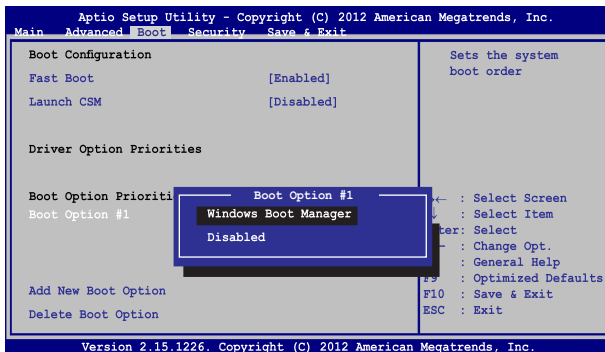 Aptio Setup Utility - Copyright (C) 2012 American Megatrends, Inc.
Main Advanced Boot Security Save & Exit
Boot Configuration
Fast Boot [Enabled]
Launch CSM [Disabled]
Driver Option Priorities
Boot Option Prioriti
Boot Option #1
Boot Option #1
Windows Boot Manager
Disabled
Add New Boot Option
Delete Boot Option
Sets the system
boot order
→← : Select Screen
↓ : Select Item
ter: Select
— : Change Opt.
: General Help
F9 : Optimized Defaults
F10 : Save & Exit
ESC : Exit
Version 2.15.1226. Copyright (C) 2012 American Megatrends, Inc.